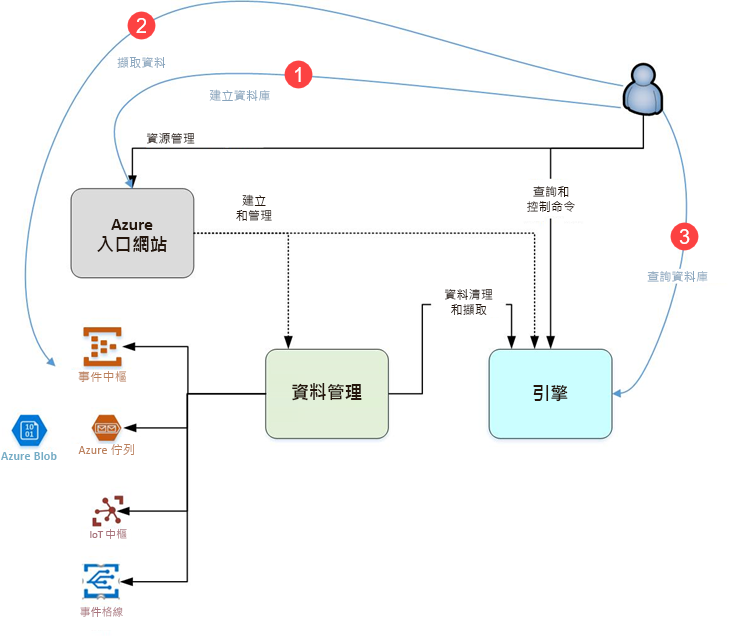 2
擷取資料
1
建立資料庫
資源管理
查詢和
控制命令
Azure
入口網站
建立
和管理
3
查詢資料庫
資料清理
和擷取
事件中樞
資料管理
引擎
10
01
Azure Blob
Azure 佇列
IoT 中樞
事件格線